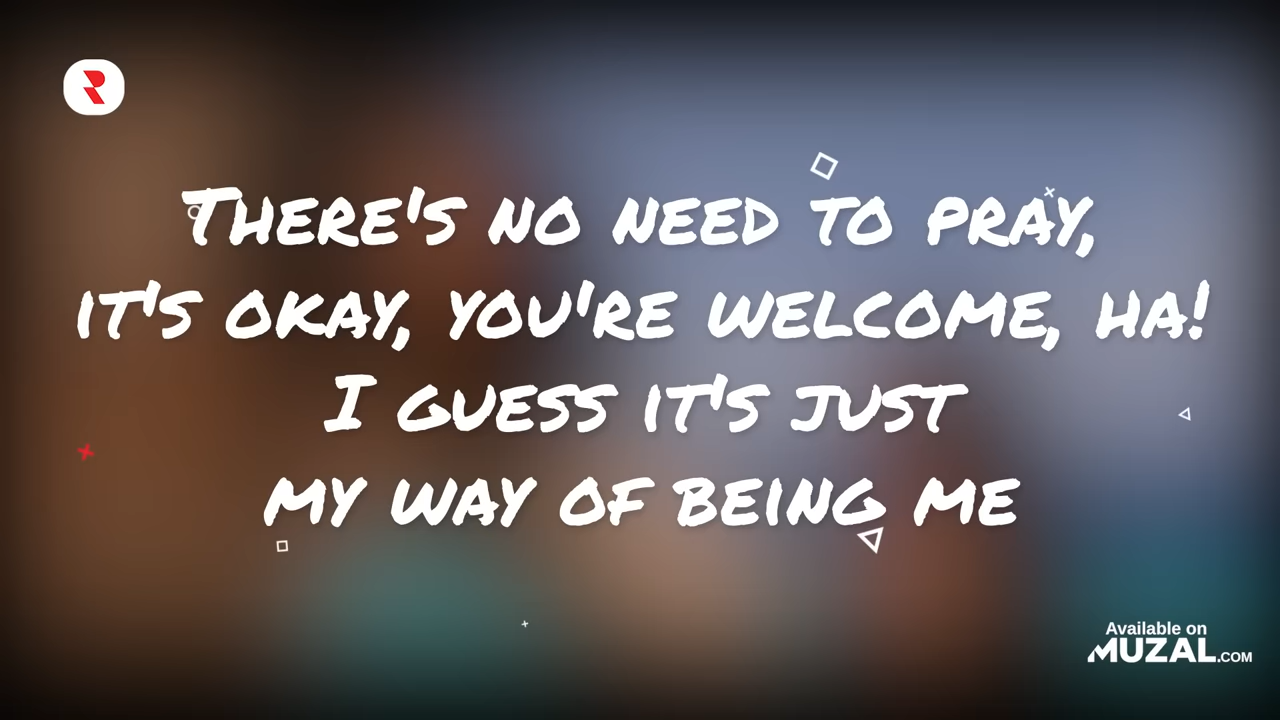 There's no need to pray,
it's okay, you're welcome, ha!
I guess it's just
my way of being me
Available on
MUZAL.COM